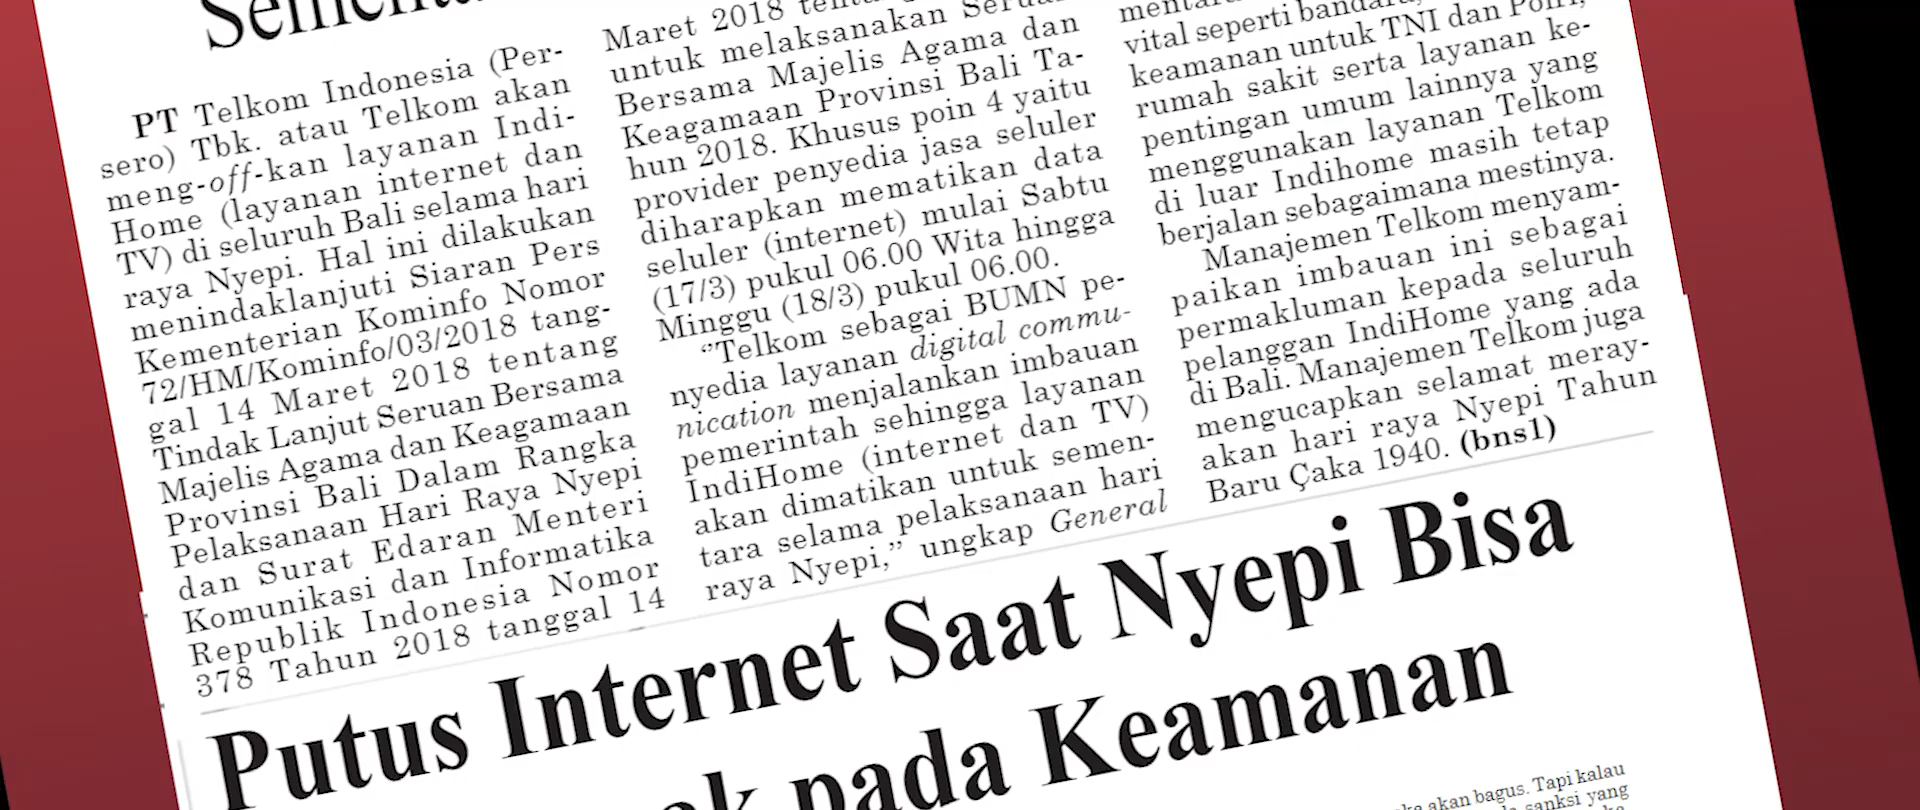 Sementara
PT Telkom Indonesia (Per-
sero) Tbk. atau Telkom akan
meng-off-kan layanan Indi-
Home (layanan internet dan
TV) di seluruh Bali selama hari
raya Nyepi. Hal ini dilakukan
menindaklanjuti Siaran Pers
Kementerian Kominfo Nomor
72/HM/Kominfo/03/2018 tang-
gal 14 Maret 2018 tentang
Tindak Lanjut Seruan Bersama
Majelis Agama dan Keagamaan
Provinsi Bali Dalam Rangka
Pelaksanaan Hari Raya Nyepi
dan Surat Edaran Menteri
Komunikasi dan Informatika
Republik Indonesia Nomor
378 Tahun 2018 tanggal 14
Maret 2018
untuk melaksanakan Seruan
Bersama Majelis Agama dan
Keagamaan Provinsi Bali Ta-
hun 2018. Khusus poin 4 yaitu
provider penyedia jasa seluler
diharapkan mematikan data
seluler (internet) mulai Sabtu
(17/3) pukul 06.00 Wita hingga
Minggu (18/3) pukul 06.00.
“Telkom sebagai BUMN pe-
nyedia layanan digital commu-
nication menjalankan imbauan
pemerintah sehingga layanan
IndiHome (internet dan TV)
akan dimatikan untuk semen-
tara selama pelaksanaan hari
raya Nyepi,” ungkap General
vital seperti bandara,
keamanan untuk TNI dan Polri,
rumah sakit serta layanan ke-
pentingan umum lainnya yang
menggunakan layanan Telkom
di luar Indihome masih tetap
berjalan sebagaimana mestinya.
Manajemen Telkom menyam-
paikan imbauan ini sebagai
permakluman kepada seluruh
pelanggan IndiHome yang ada
di Bali. Manajemen Telkom juga
mengucapkan selamat meray-
akan hari raya Nyepi Tahun
Baru Çaka 1940. (bns1)
Putus Internet Saat Nyepi Bisa
pada Keamanan
akan bagus. Tapi kalau
sanksi yang